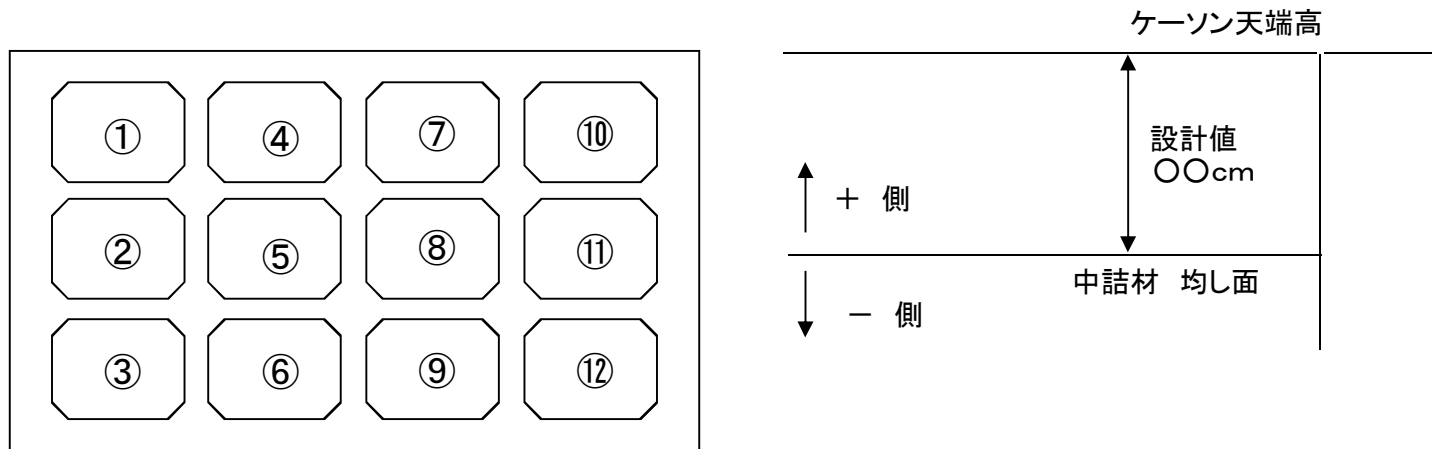 ① ④ ⑦ ⑩
② ⑤ ⑧ ⑪
③ ⑥ ⑨ ⑫
ケーソン天端高
設計値
○○cm
+ 側
中詰材 均し面
- 側